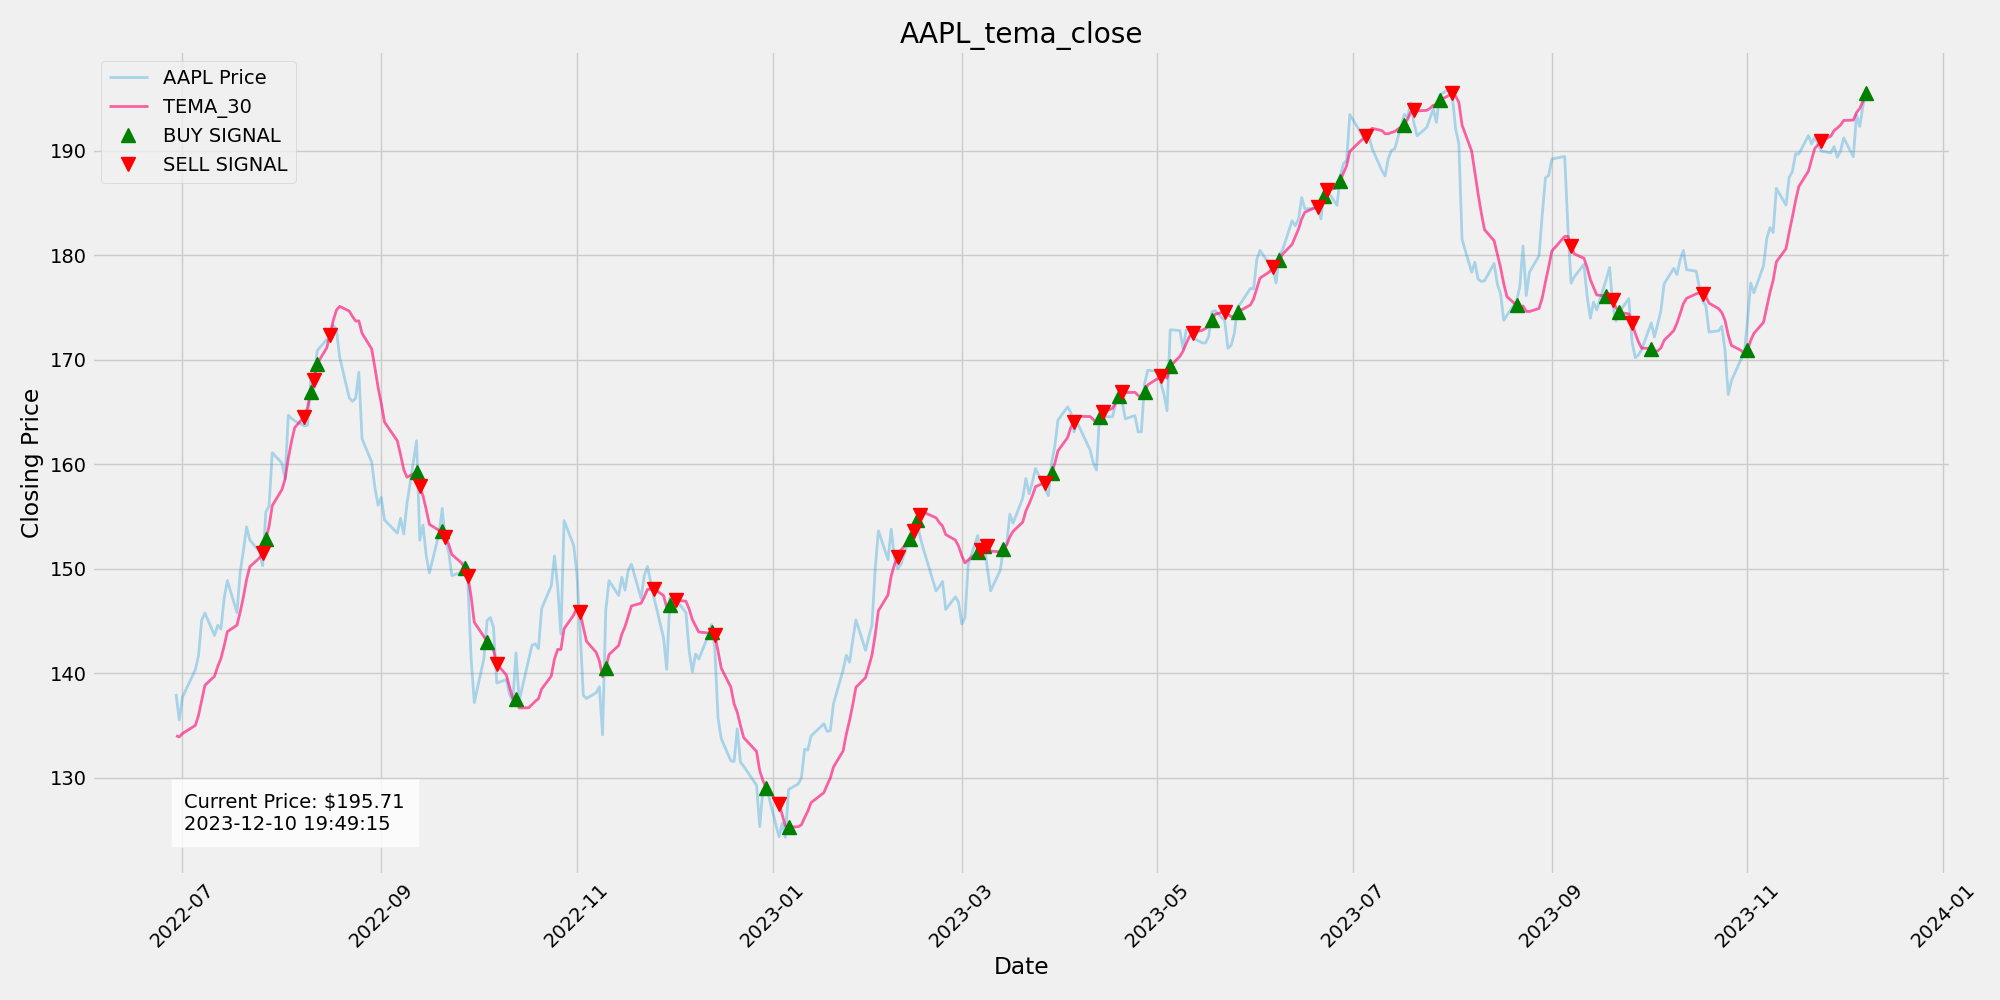 AAPL_tema_close
AAPL Price
TEMA_30
BUY SIGNAL
SELL SIGNAL
Closing Price
190
180
170
160
150
140
130
Current Price: $195.71
2023-12-10 19:49:15
2022-07
2022-09
2022-11
2023-01
2023-03
2023-05
2023-07
2023-09
2023-11
2024-01
Date